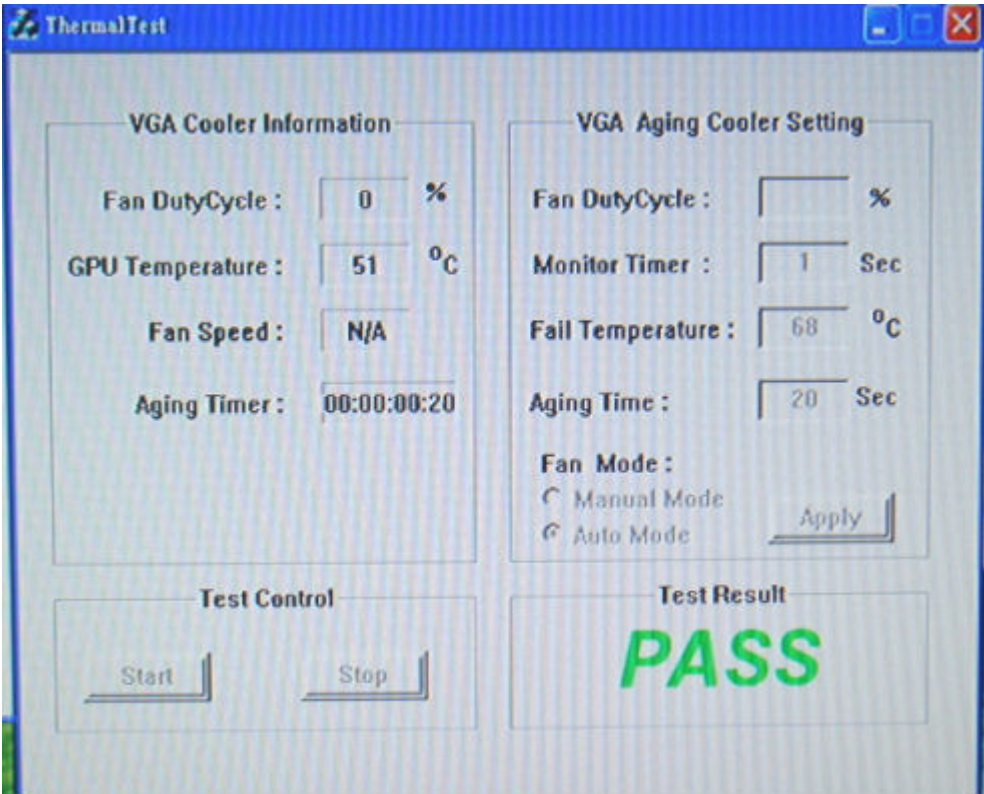 ThermalTest
VGA Cooler Information
Fan DutyCycle : 0 %
GPU Temperature : 51 °C
Fan Speed : N/A
Aging Timer : 00:00:00:20
VGA Aging Cooler Setting
Fan DutyCycle : %
Monitor Timer : 1 Sec
Fail Temperature : 68 °C
Aging Time : 20 Sec
Fan Mode :
Manual Mode
Auto Mode
Apply
Test Control
Start Stop
Test Result
PASS